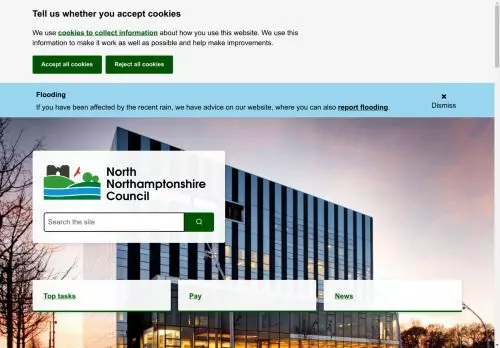 Tell us whether you accept cookies
We use cookies to collect information about how you use this website. We use this
information to make it work as well as possible and help make improvements.
Accept all cookies
Reject all cookies
Flooding
If you have been affected by the recent rain, we have advice on our website, where you can also report flooding.
Dismiss
North
Northamptonshire
Council
Search the site
Top tasks
Pay
News